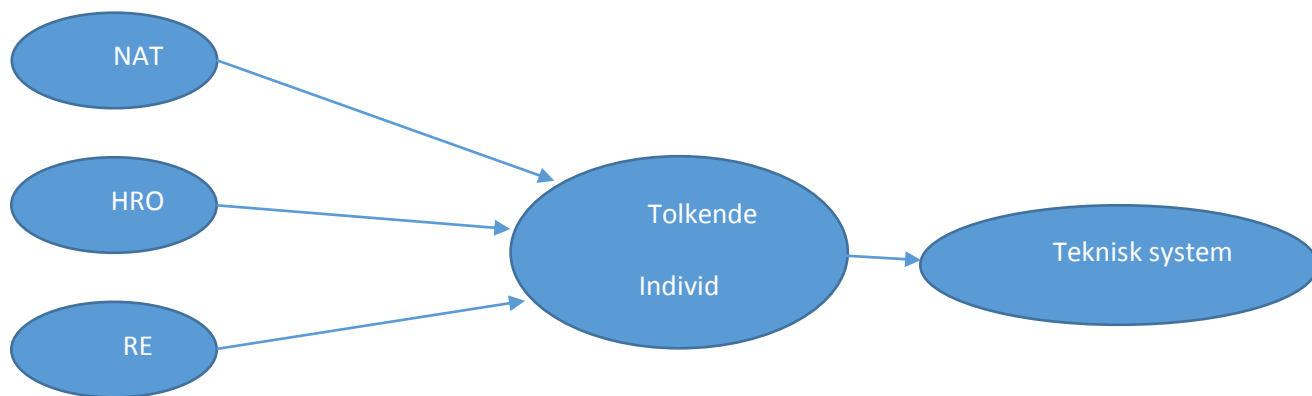 NAT
HRO
RE
Tolkende
Individ
Teknisk system